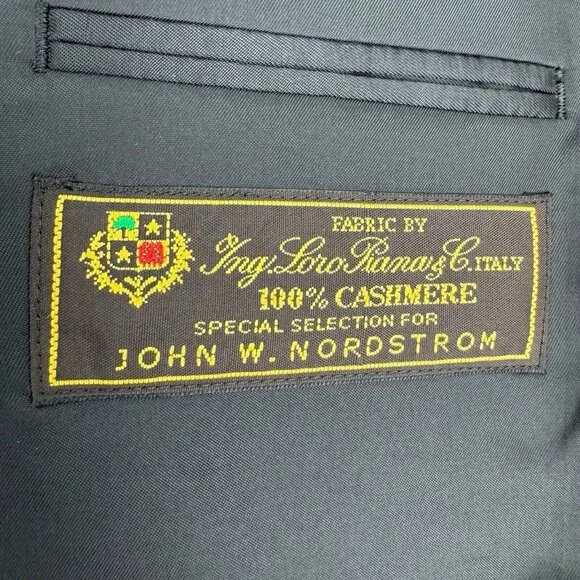 FABRIC BY
Ing. Loro Piana & C. ITALY
100% CASHMERE
SPECIAL SELECTION FOR
JOHN W. NORDSTROM